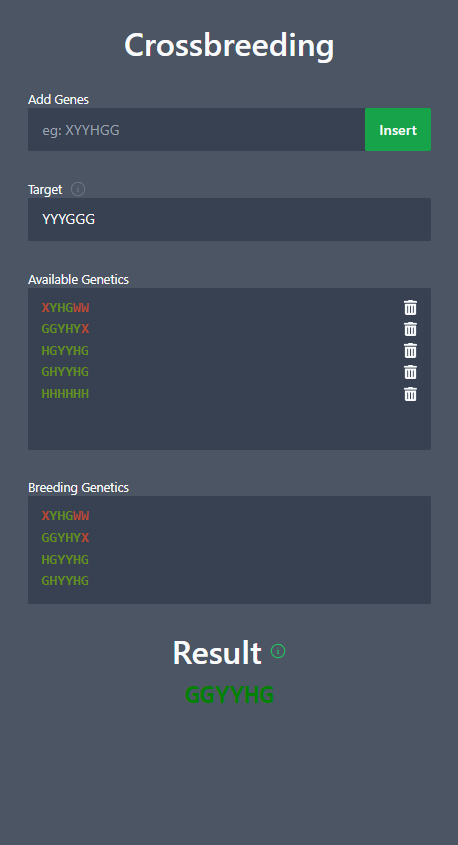 Crossbreeding
Add Genes
eg: XYYHGG
Insert
Target
YYYGGG
Available Genetics
XYHGWW
GGYHYX
HGYYHG
GHYYHG
HHHHHH
Breeding Genetics
XYHGWW
GGYHYX
HGYYHG
GHYYHG
Result
GGYYHG